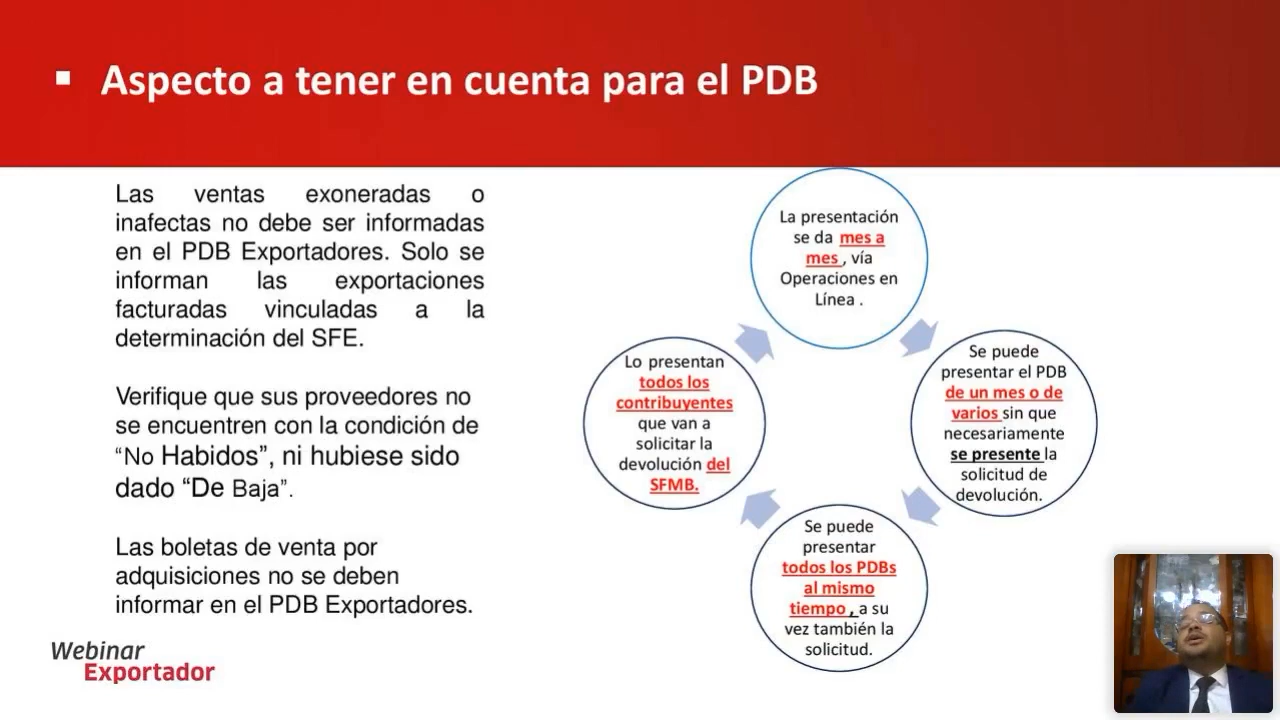 ▪ Aspecto a tener en cuenta para el PDB
Las ventas exoneradas o
inafectas no debe ser informadas
en el PDB Exportadores. Solo se
informan las exportaciones
facturadas vinculadas a la
determinación del SFE.
Verifique que sus proveedores no
se encuentren con la condición de
“No Habidos”, ni hubiese sido
dado “De Baja”.
Las boletas de venta por
adquisiciones no se deben
informar en el PDB Exportadores.
La presentación
se da mes a
mes , vía
Operaciones en
Línea .
Se puede
presentar el PDB
de un mes o de
varios sin que
necesariamente
se presente la
solicitud de
devolución.
Se puede
presentar
todos los PDBs
al mismo
tiempo , a su
vez también la
solicitud.
Lo presentan
todos los
contribuyentes
que van a
solicitar la
devolución del
SFMB.
Webinar
Exportador